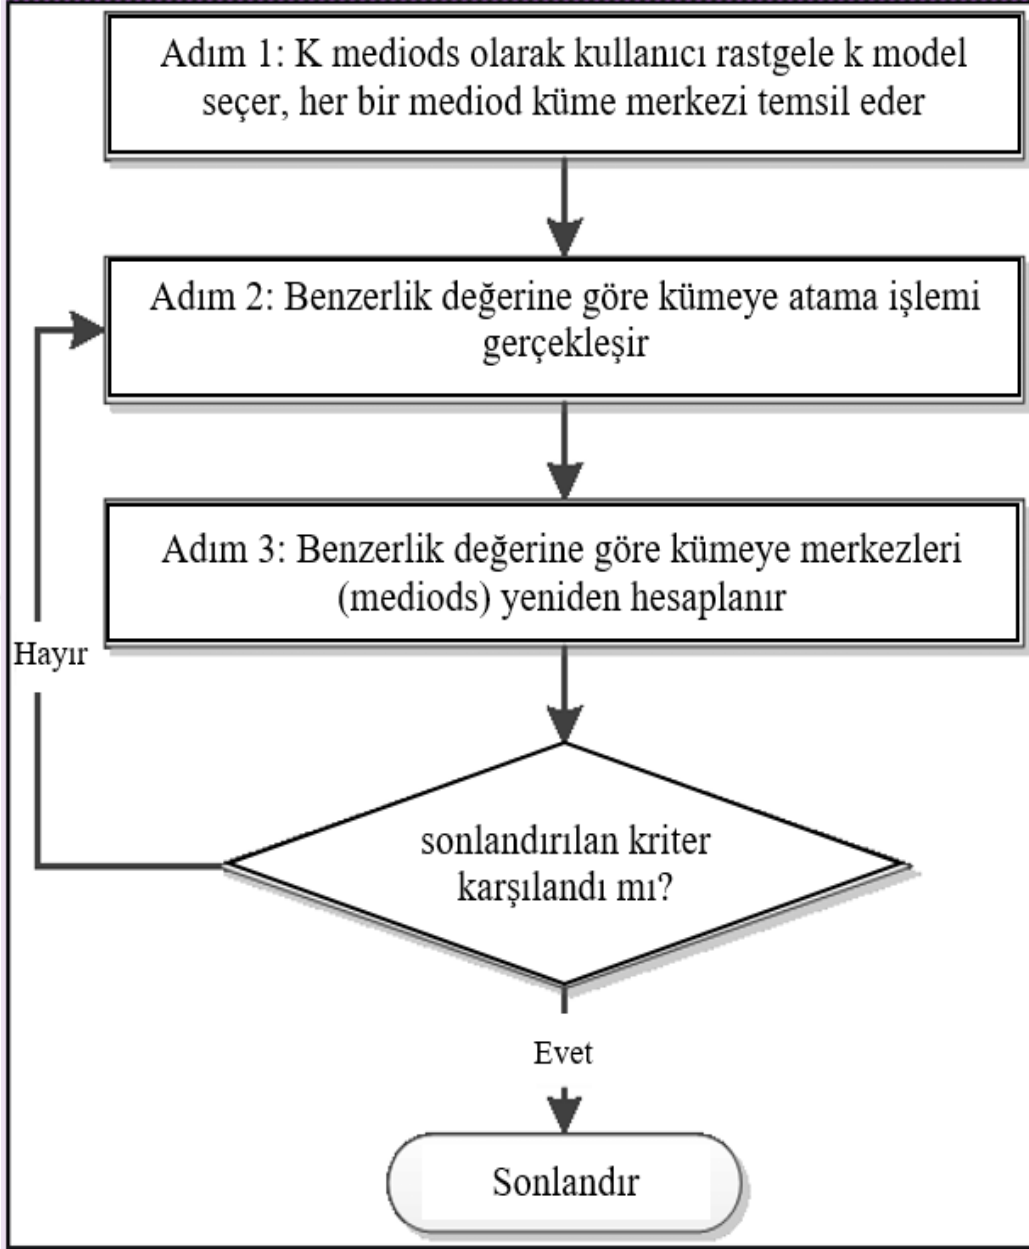 Adım 1: K mediods olarak kullanıcı rastgele k model
seçer, her bir mediod küme merkezi temsil eder
Adım 2: Benzerlik değerine göre kümeye atama işlemi
gerçekleşir
Adım 3: Benzerlik değerine göre kümeye merkezleri
(mediods) yeniden hesaplanır
Hayır
sonlandırılan kriter
karşılandı mı?
Evet
Sonlandır